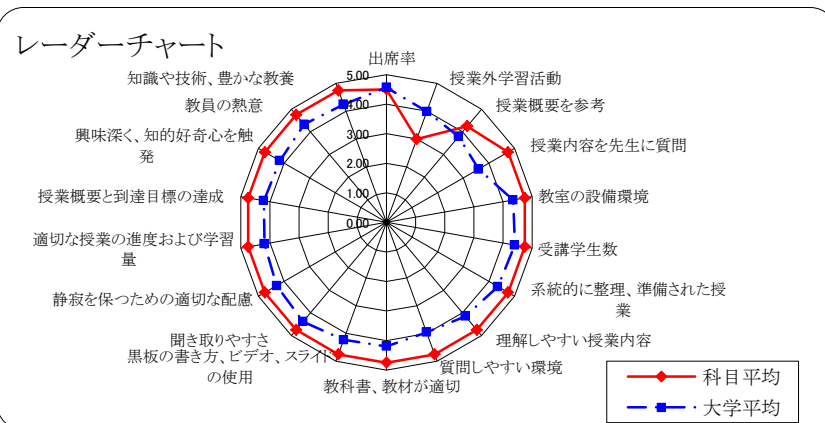 レーダーチャート
出席率
授業外学習活動
授業概要を参考
授業内容を先生に質問
教室の設備環境
受講学生数
系統的に整理、準備された授
業
理解しやすい授業内容
質問しやすい環境
教科書、教材が適切
黒板の書き方、ビデオ、スライド
の使用
聞き取りやすさ
静寂を保つための適切な配慮
適切な授業の進度および学習
量
授業概要と到達目標の達成
興味深く、知的好奇心を触
発
教員の熱意
知識や技術、豊かな教養
5.00
4.00
3.00
2.00
1.00
0.00
科目平均
大学平均